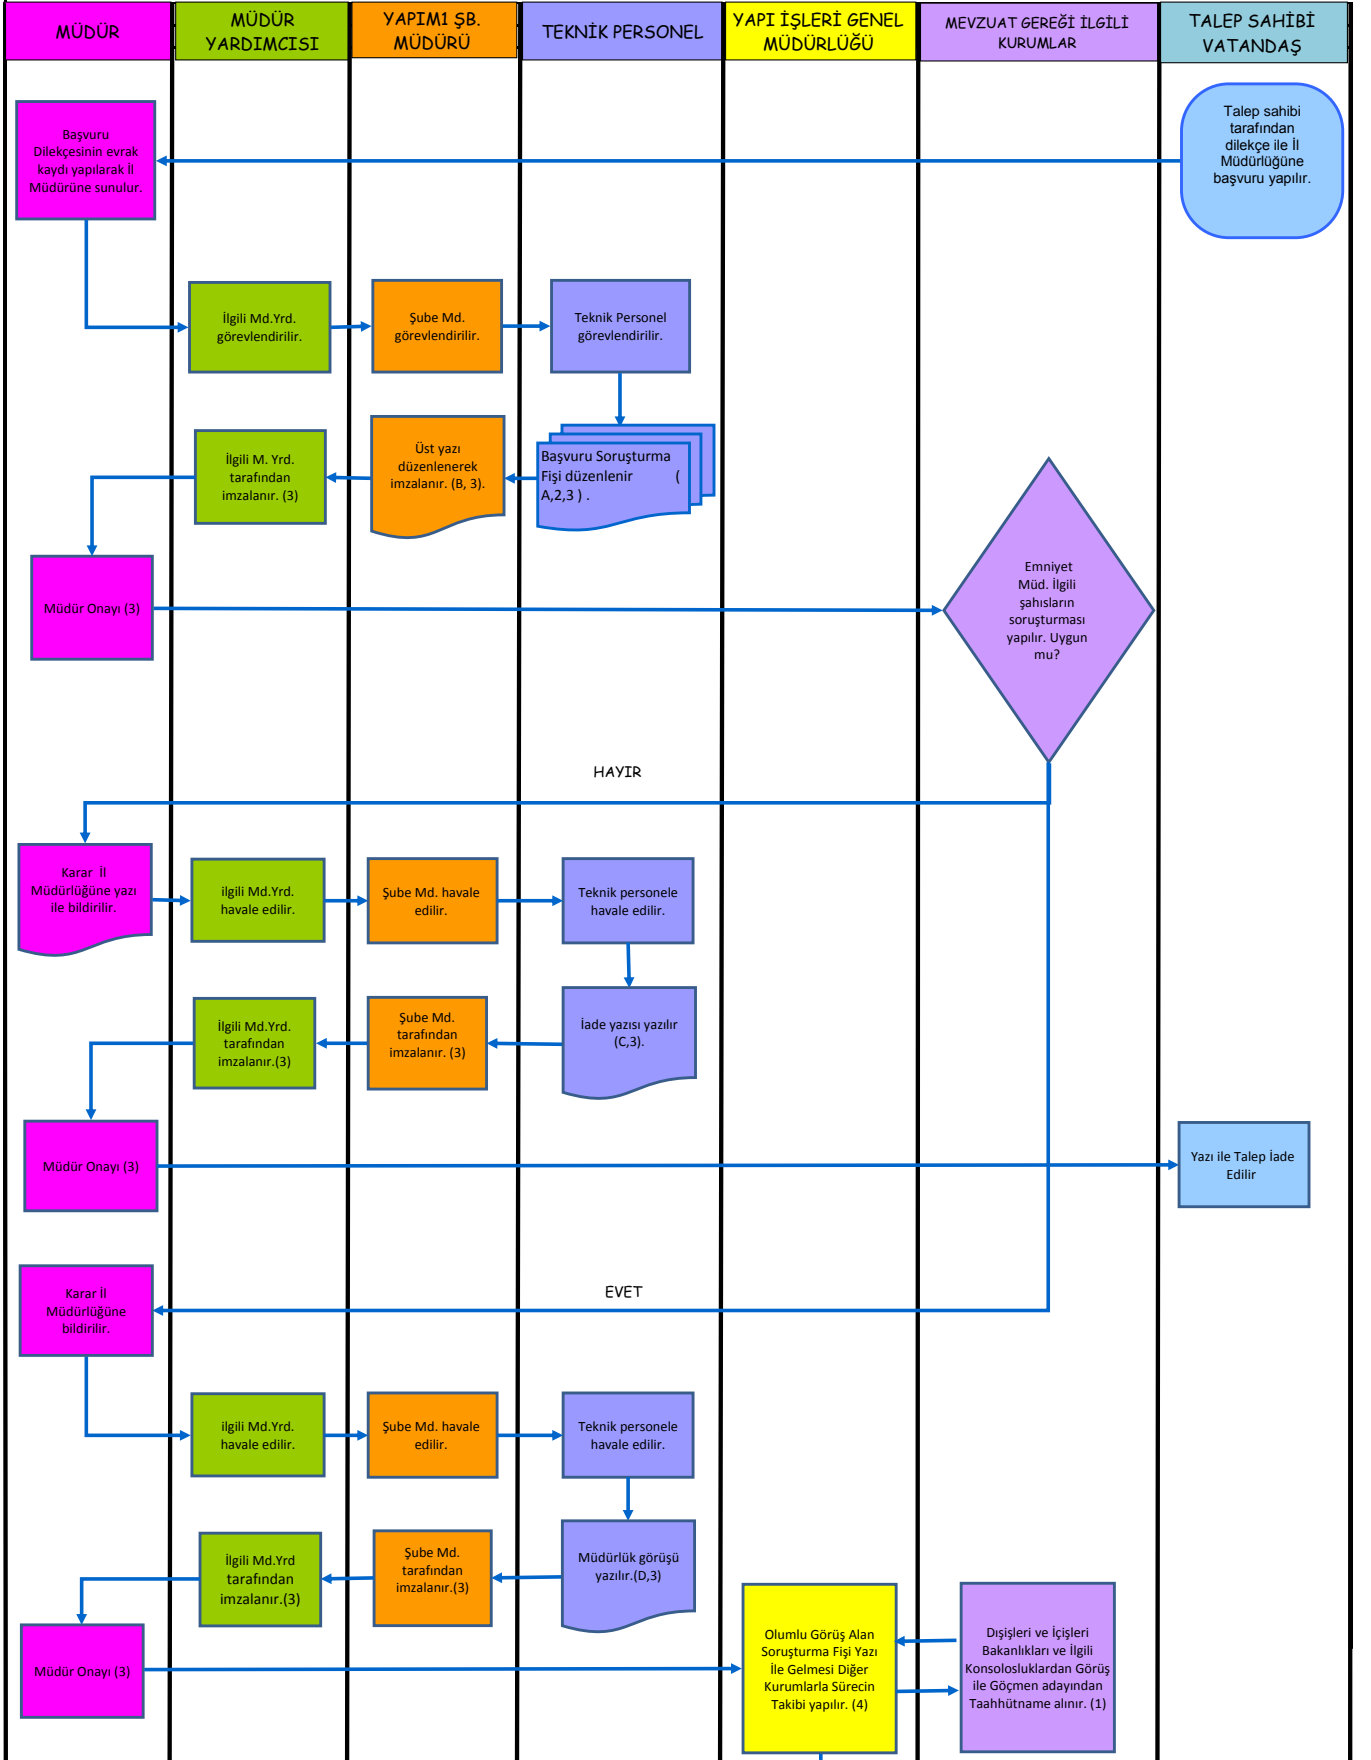 MÜDÜR
MÜDÜR
YARDIMCISI
YAPIM1 ŞB.
MÜDÜRÜ
TEKNİK PERSONEL
YAPI İŞLERİ GENEL
MÜDÜRLÜĞÜ
MEVZUAT GEREĞİ İLGİLİ
KURUMLAR
TALEP SAHİBİ
VATANDAŞ
Talep sahibi
tarafından
dilekçe ile İl
Müdürlüğüne
başvuru yapılır.
Başvuru
Dilekçesinin evrak
kaydı yapılarak İl
Müdürüne sunulur.
İlgili Md.Yrd.
görevlendirilir.
Şube Md.
görevlendirilir.
Teknik Personel
görevlendirilir.
Başvuru Soruşturma
Fişi düzenlenir (
A,2,3 ) .
Üst yazı
düzenlenerek
imzalanır. (B, 3).
İlgili M. Yrd.
tarafından
imzalanır. (3)
Müdür Onayı (3)
Emniyet
Müd. İlgili
şahısların
soruşturması
yapılır. Uygun
mu?
HAYIR
Karar İl
Müdürlüğüne yazı
ile bildirilir.
ilgili Md.Yrd.
havale edilir.
Şube Md. havale
edilir.
Teknik personele
havale edilir.
İade yazısı yazılır
(C,3).
Şube Md.
tarafından
imzalanır. (3)
İlgili Md.Yrd.
tarafından
imzalanır.(3)
Müdür Onayı (3)
Yazı ile Talep İade
Edilir
EVET
Karar İl
Müdürlüğüne
bildirilir.
ilgili Md.Yrd.
havale edilir.
Şube Md. havale
edilir.
Teknik personele
havale edilir.
Müdürlük görüşü
yazılır.(D,3)
Şube Md.
tarafından
imzalanır.(3)
İlgili Md.Yrd
tarafından
imzalanır.(3)
Müdür Onayı (3)
Olumlu Görüş Alan
Soruşturma Fişi Yazı
İle Gelmesi Diğer
Kurumlarla Sürecin
Takibi yapılır. (4)
Dışişleri ve İçişleri
Bakanlıkları ve İlgili
Konsolosluklardan Görüş
ile Göçmen adayından
Taahhütname alınır. (1)